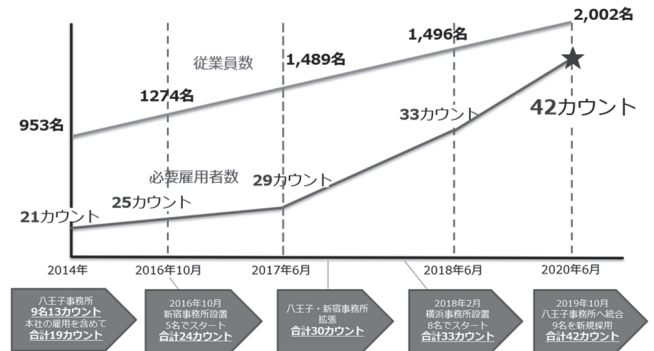 2,002名
1,496名
1,489名
従業員数
1274名
953名
42カウント
33カウント
必要雇用者数
29カウント
25カウント
21カウント
2014年
2016年10月
2017年6月
2018年6月
2020年6月
八王子事務所
9名13カウント
本社の雇用を含めて
合計19カウント
2016年10月
新宿事務所設置
5名でスタート
合計24カウント
八王子・新宿事務所
拡張
合計30カウント
2018年2月
横浜事務所設置
8名でスタート
合計33カウント
2019年10月
八王子事務所へ統合
9名を新規採用
合計42カウント